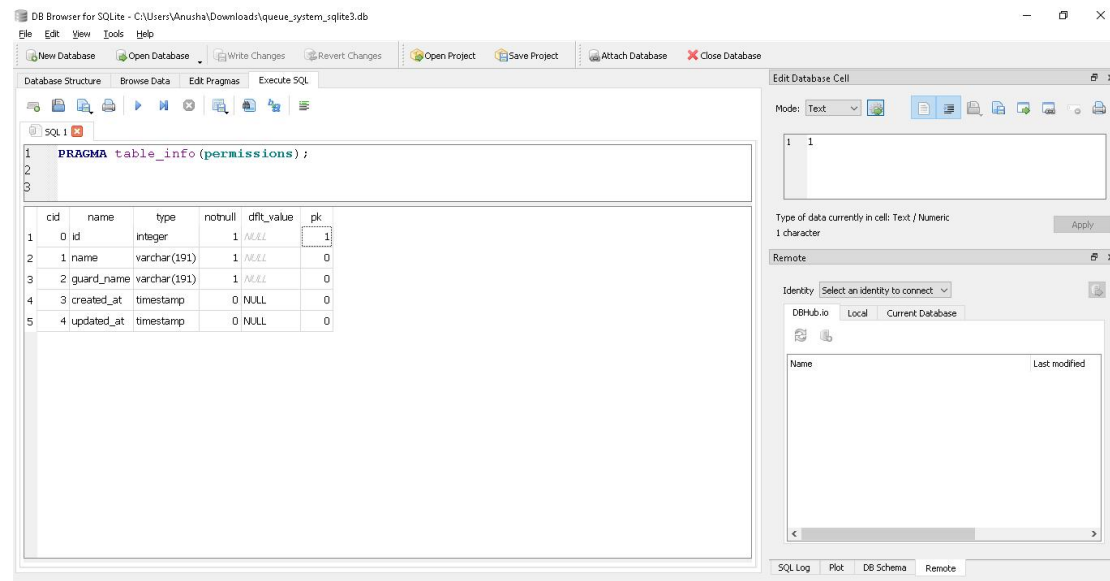 DB Browser for SQLite - C:\Users\Anusha\Downloads\queue_system_sqlite3.db
File Edit View Tools Help
New Database Open Database Write Changes Revert Changes Open Project Save Project Attach Database Close Database
Database Structure Browse Data Edit Pragmas Execute SQL
SQL 1
1 PRAGMA table_info(permissions);
2
3
cid name type notnull dflt_value pk
1 0 id integer 1 NULL 1
2 1 name varchar(191) 1 NULL 0
3 2 guard_name varchar(191) 1 NULL 0
4 3 created_at timestamp 0 NULL 0
5 4 updated_at timestamp 0 NULL 0
Edit Database Cell
Mode: Text
1 1
Type of data currently in cell: Text / Numeric
1 character
Apply
Remote
Identity Select an identity to connect
DBHub.io Local Current Database
Name Last modified
SQL Log Plot DB Schema Remote